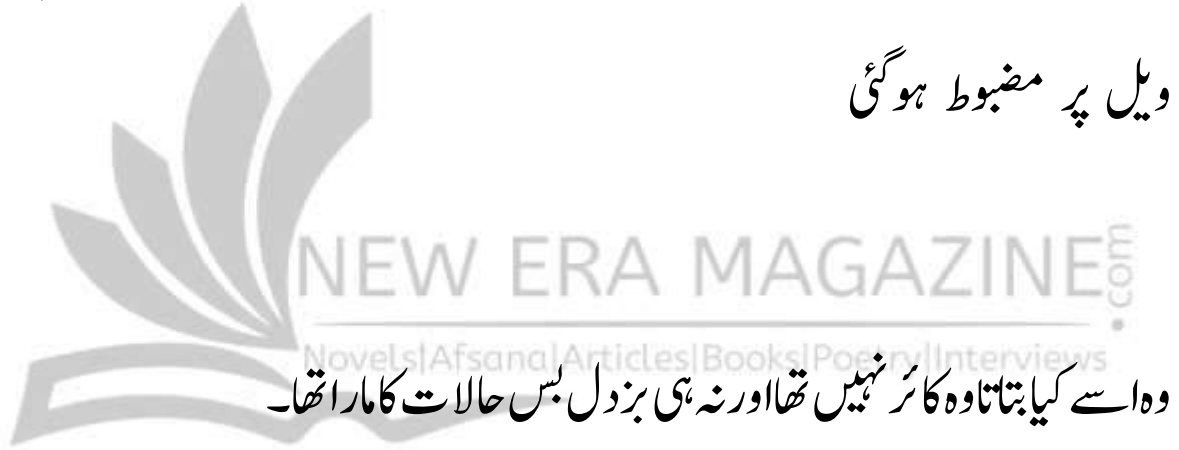 ویل پر مضبوط ہوگئی
NEW ERA MAGAZINE.com
Novels|Afsana|Articles|Books|Poetry|Interviews
وہ اسے کیا بتاتا وہ کائر نہیں تھا اور نہ ہی بزدل بس حالات کا مارا تھا۔